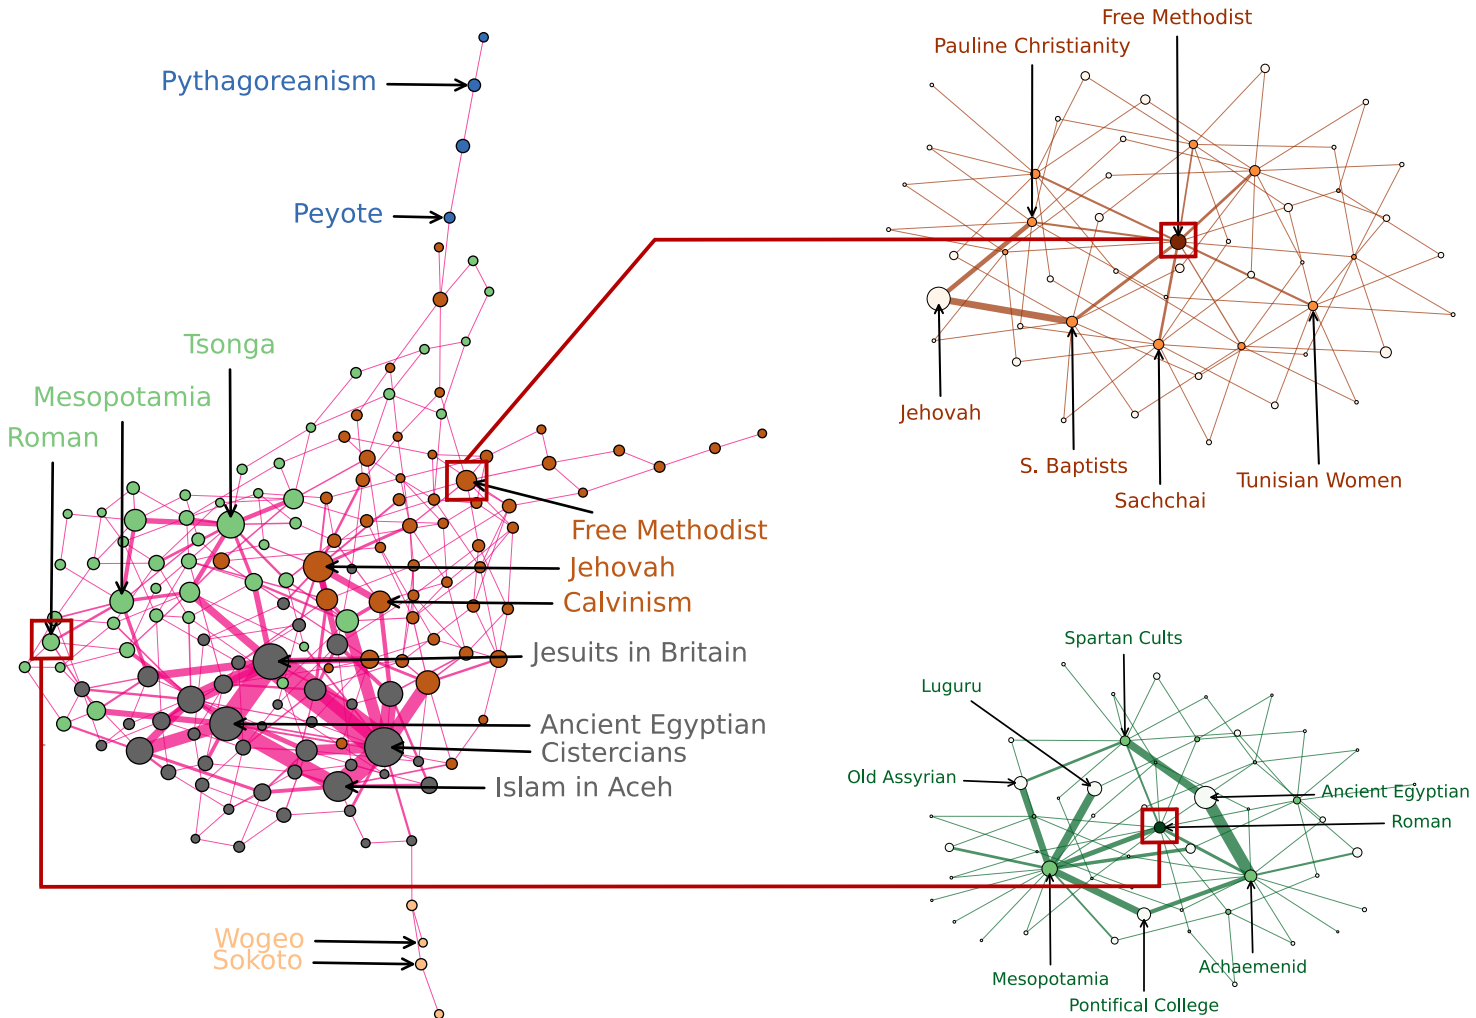 Pythagoreanism
Peyote
Tsonga
Mesopotamia
Roman
Free Methodist
Jehovah
Calvinism
Jesuits in Britain
Ancient Egyptian
Cistercians
Islam in Aceh
Wogeo
Sokoto
Free Methodist
Pauline Christianity
Jehovah
S. Baptists
Sachchai
Tunisian Women
Spartan Cults
Luguru
Old Assyrian
Ancient Egyptian
Roman
Mesopotamia
Achaemenid
Pontifical College